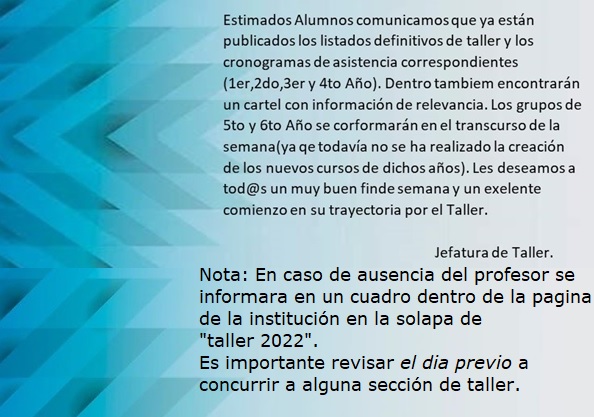 Estimados Alumnos comunicamos que ya están
publicados los listados definitivos de taller y los
cronogramas de asistencia correspondientes
(1er,2do,3er y 4to Año). Dentro tambiem encontrarán
un cartel con información de relevancia. Los grupos de
5to y 6to Año se corformarán en el transcurso de la
semana(ya qe todavía no se ha realizado la creación
de los nuevos cursos de dichos años). Les deseamos a
tod@s un muy buen finde semana y un exelente
comienzo en su trayectoria por el Taller.
Jefatura de Taller.
Nota: En caso de ausencia del profesor se
informara en un cuadro dentro de la pagina
de la institución en la solapa de
"taller 2022".
Es importante revisar el dia previo a
concurrir a alguna sección de taller.